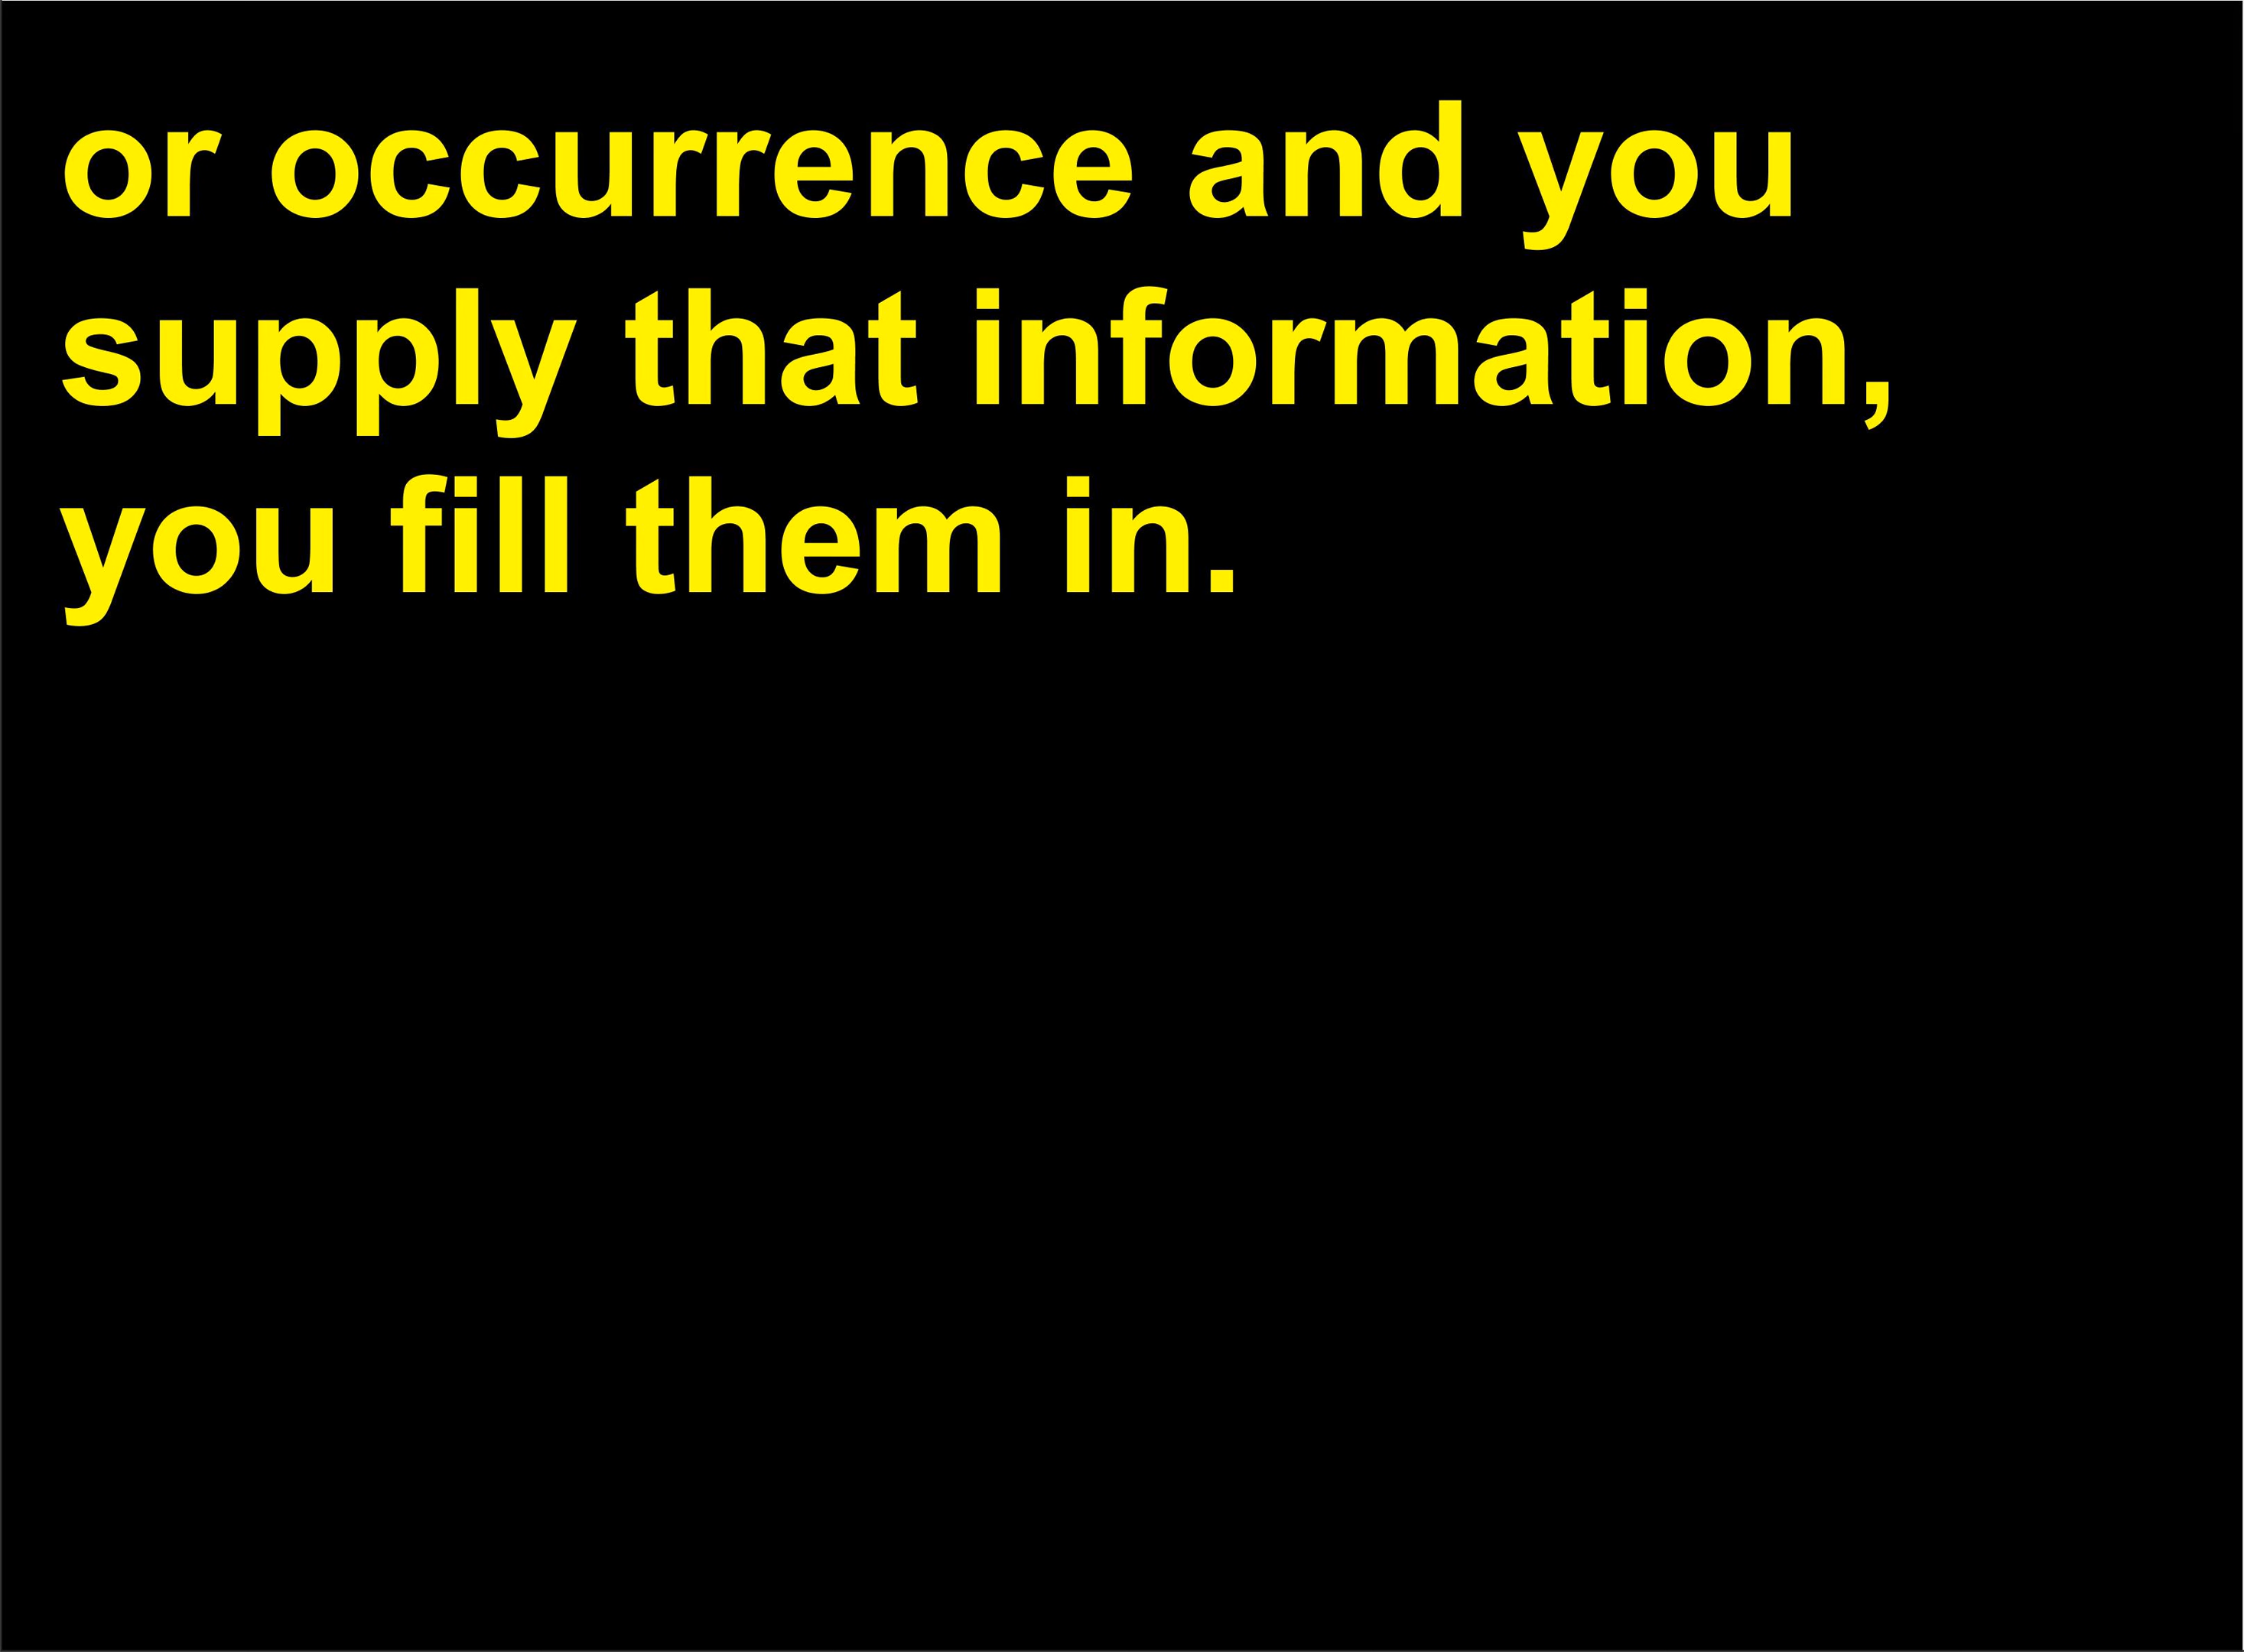 or occurrence and you
supply that information,
you fill them in.